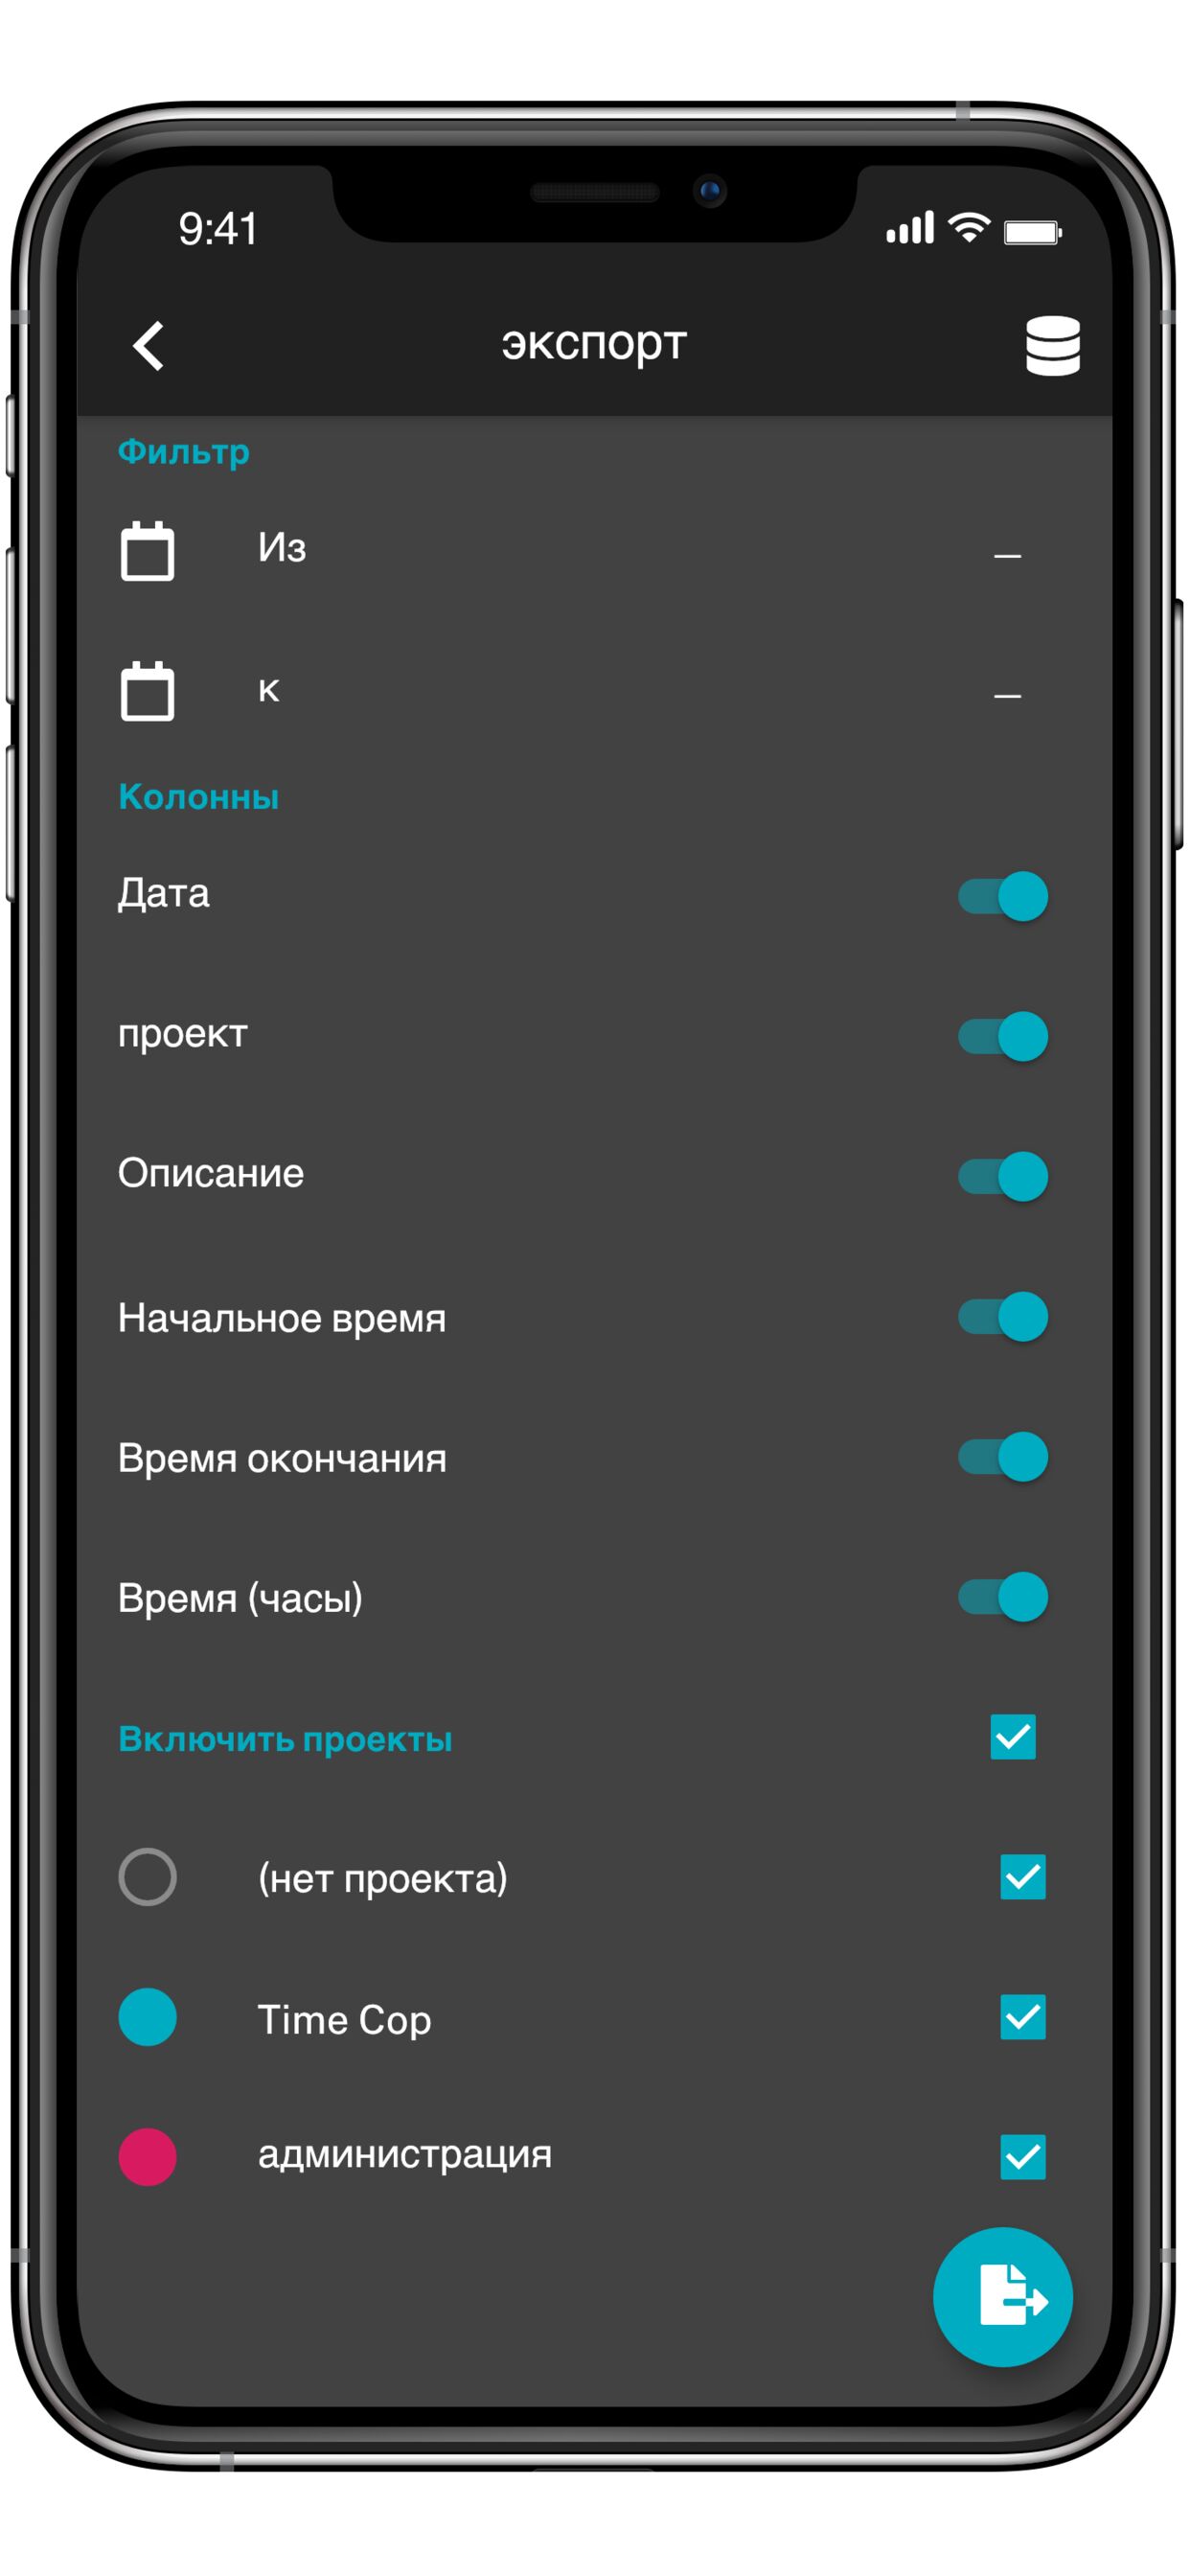 9:41
экспорт
Фильтр
Из
–
к
–
Колонны
Дата
проект
Описание
Начальное время
Время окончания
Время (часы)
Включить проекты
(нет проекта)
Time Cop
администрация